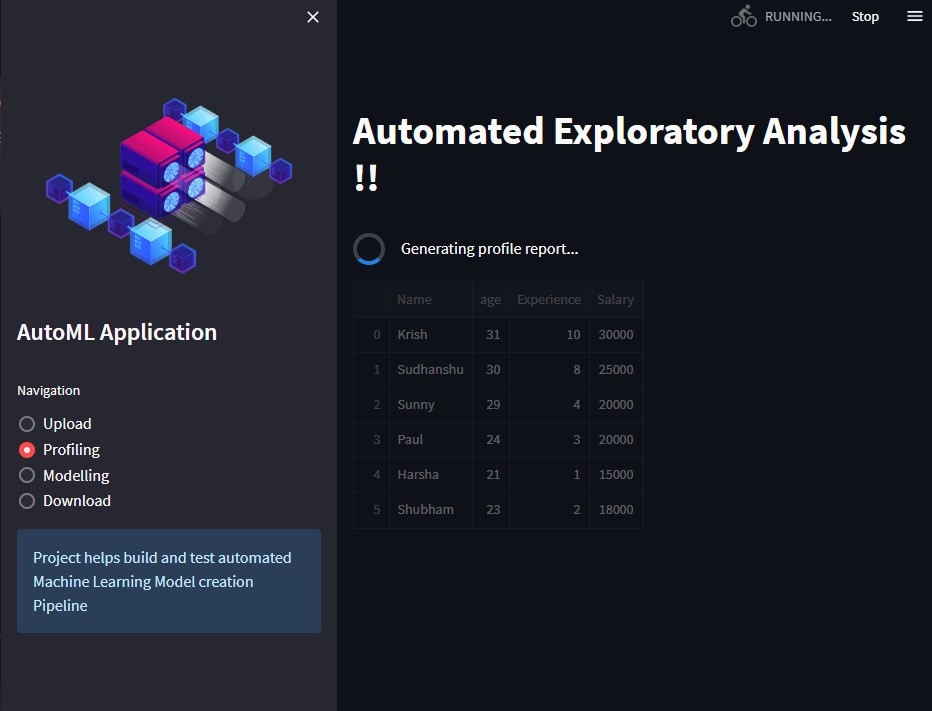 RUNNING...
Stop
AutoML Application
Navigation
Upload
Profiling
Modelling
Download
Project helps build and test automated
Machine Learning Model creation
Pipeline
Automated Exploratory Analysis
!!
Generating profile report...
Name age Experience Salary
0 Krish 31 10 30000
1 Sudhanshu 30 8 25000
2 Sunny 29 4 20000
3 Paul 24 3 20000
4 Harsha 21 1 15000
5 Shubham 23 2 18000